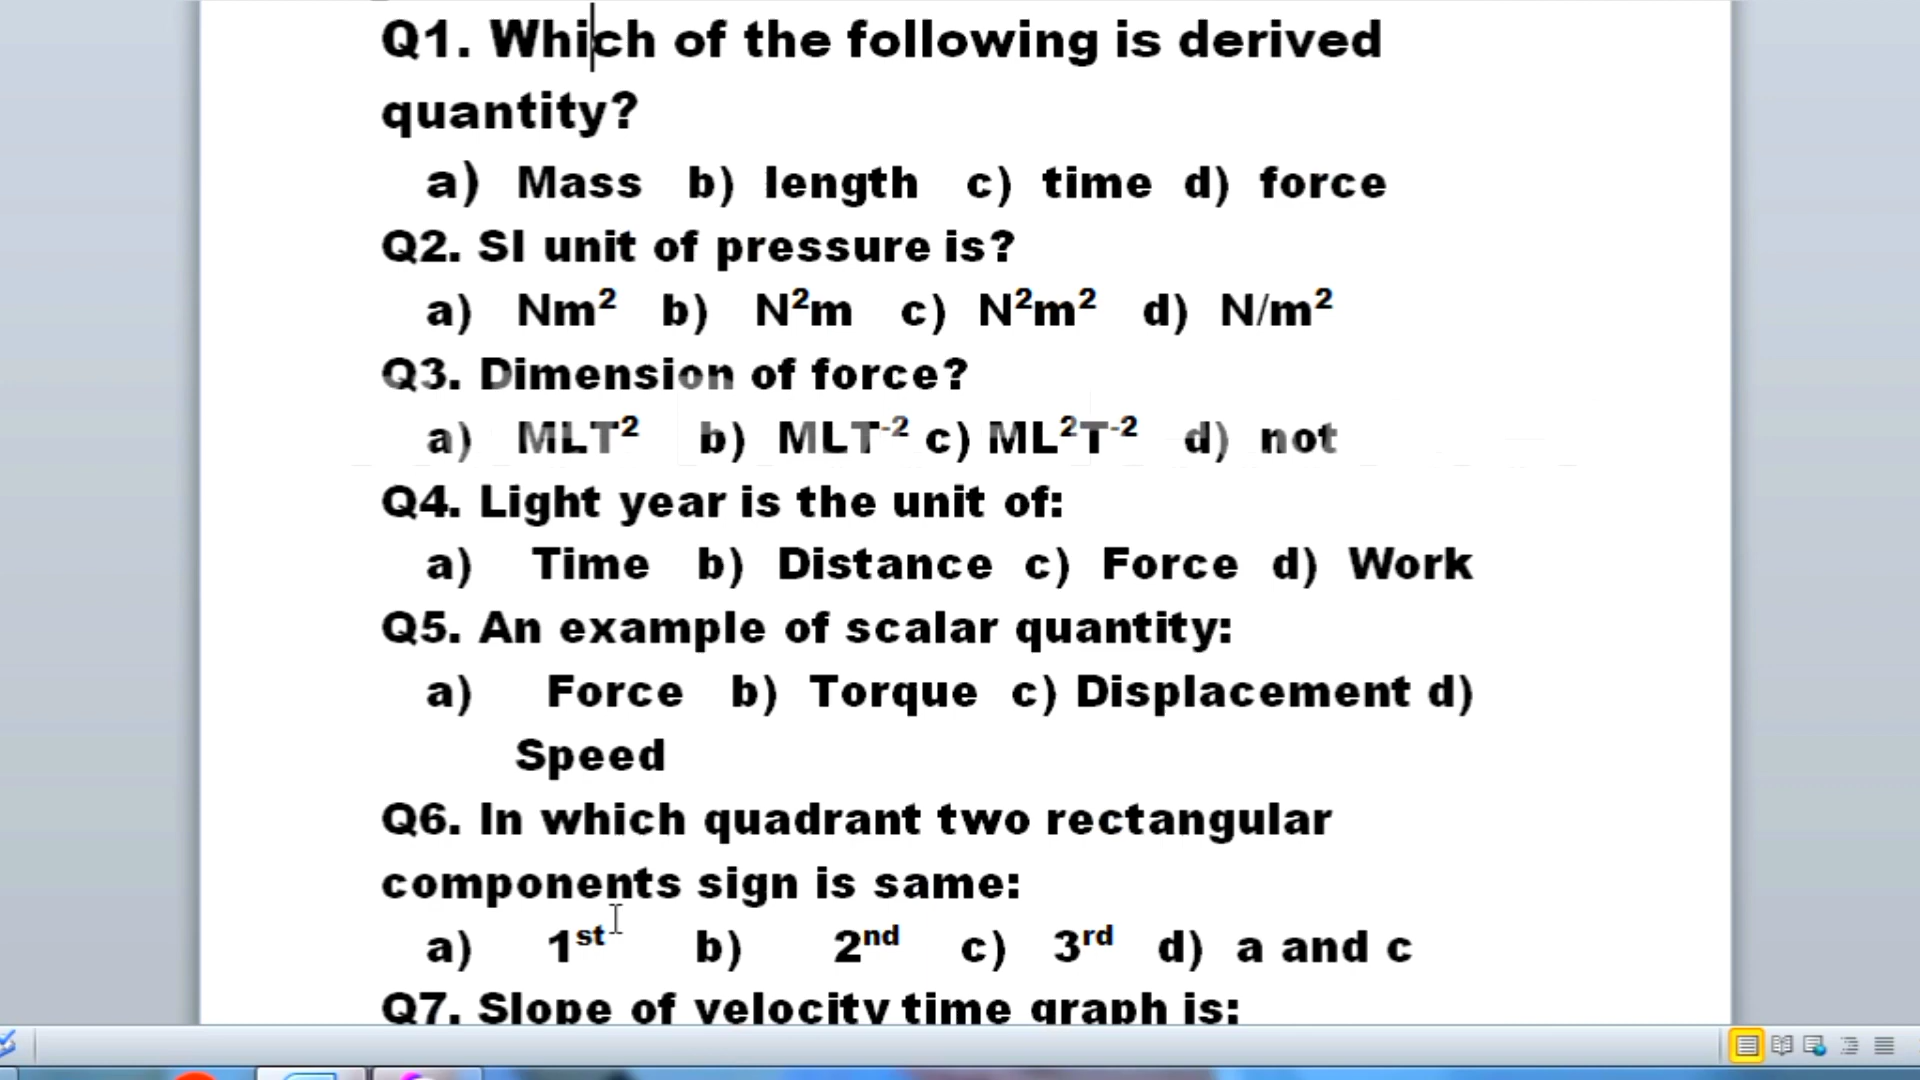 Q1. Which of the following is derived
quantity?
a) Mass b) length c) time d) force
Q2. SI unit of pressure is?
a) Nm² b) N²m c) N²m² d) N/m²
Q3. Dimension of force?
a) MLT² b) MLT⁻² c) ML²T⁻² d) not
Q4. Light year is the unit of:
a) Time b) Distance c) Force d) Work
Q5. An example of scalar quantity:
a) Force b) Torque c) Displacement d)
Speed
Q6. In which quadrant two rectangular
components sign is same:
a) 1ˢᵗ b) 2ⁿᵈ c) 3ʳᵈ d) a and c
Q7. Slope of velocity time graph is: